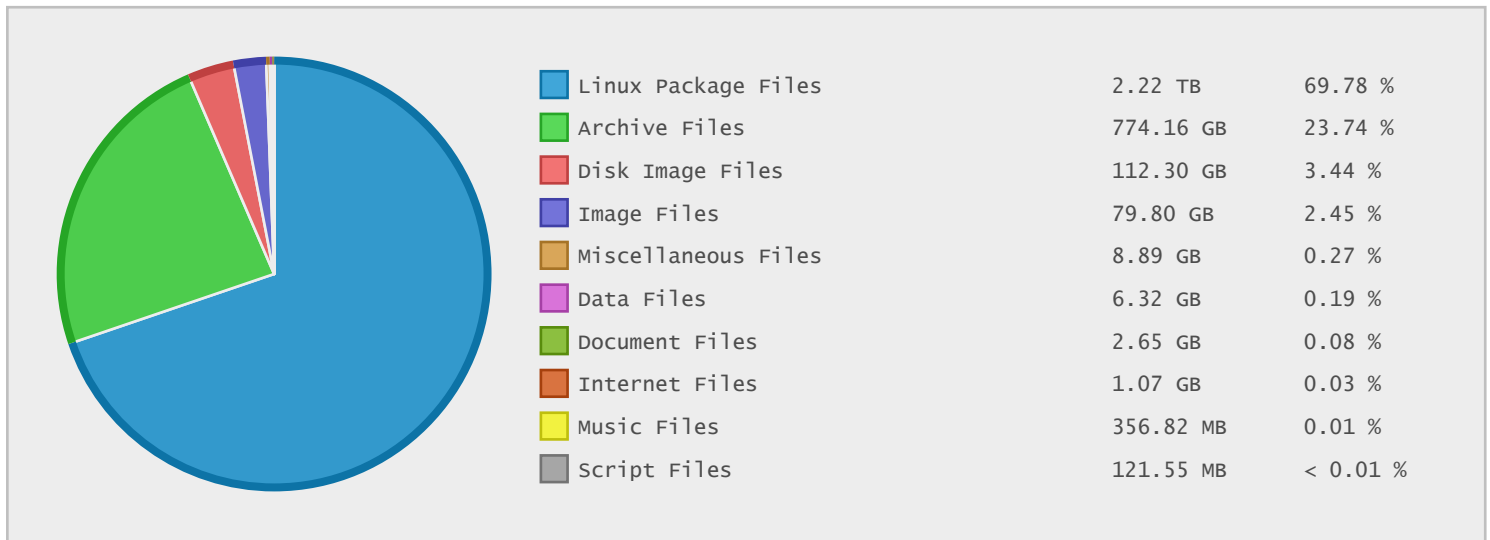 Linux Package Files 2.22 TB 69.78 %
Archive Files 774.16 GB 23.74 %
Disk Image Files 112.30 GB 3.44 %
Image Files 79.80 GB 2.45 %
Miscellaneous Files 8.89 GB 0.27 %
Data Files 6.32 GB 0.19 %
Document Files 2.65 GB 0.08 %
Internet Files 1.07 GB 0.03 %
Music Files 356.82 MB 0.01 %
Script Files 121.55 MB < 0.01 %